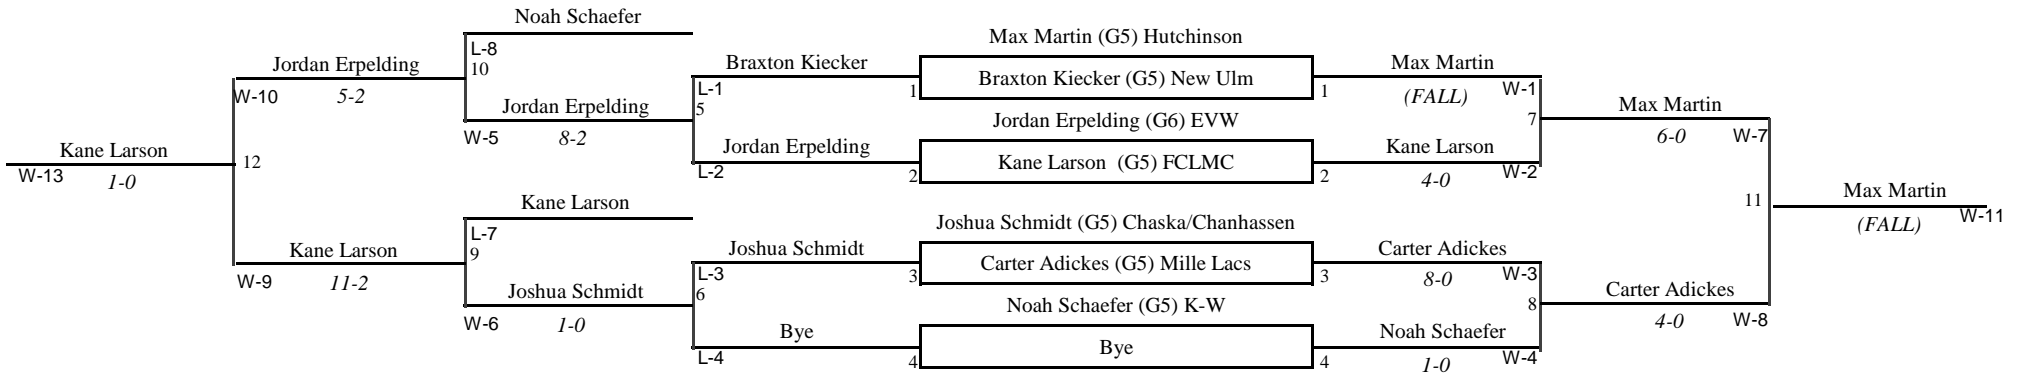 Noah Schaefer
L-8
10
Jordan Erpelding
W-10
5-2
Jordan Erpelding
W-5
8-2
Kane Larson
W-13
1-0
12
Kane Larson
L-7
9
Kane Larson
W-9
11-2
Joshua Schmidt
W-6
1-0
Braxton Kiecker
L-1
5
1
Jordan Erpelding
L-2
2
Joshua Schmidt
L-3
6
3
Bye
L-4
4
Max Martin (G5) Hutchinson
Braxton Kiecker (G5) New Ulm
Jordan Erpelding (G6) EVW
Kane Larson (G5) FCLMC
Joshua Schmidt (G5) Chaska/Chanhassen
Carter Adickes (G5) Mille Lacs
Noah Schaefer (G5) K-W
Bye
Max Martin
1
(FALL)
W-1
7
Kane Larson
2
4-0
W-2
Carter Adickes
3
8-0
W-3
8
Noah Schaefer
4
1-0
W-4
Max Martin
6-0
W-7
11
Carter Adickes
4-0
W-8
Max Martin
(FALL)
W-11